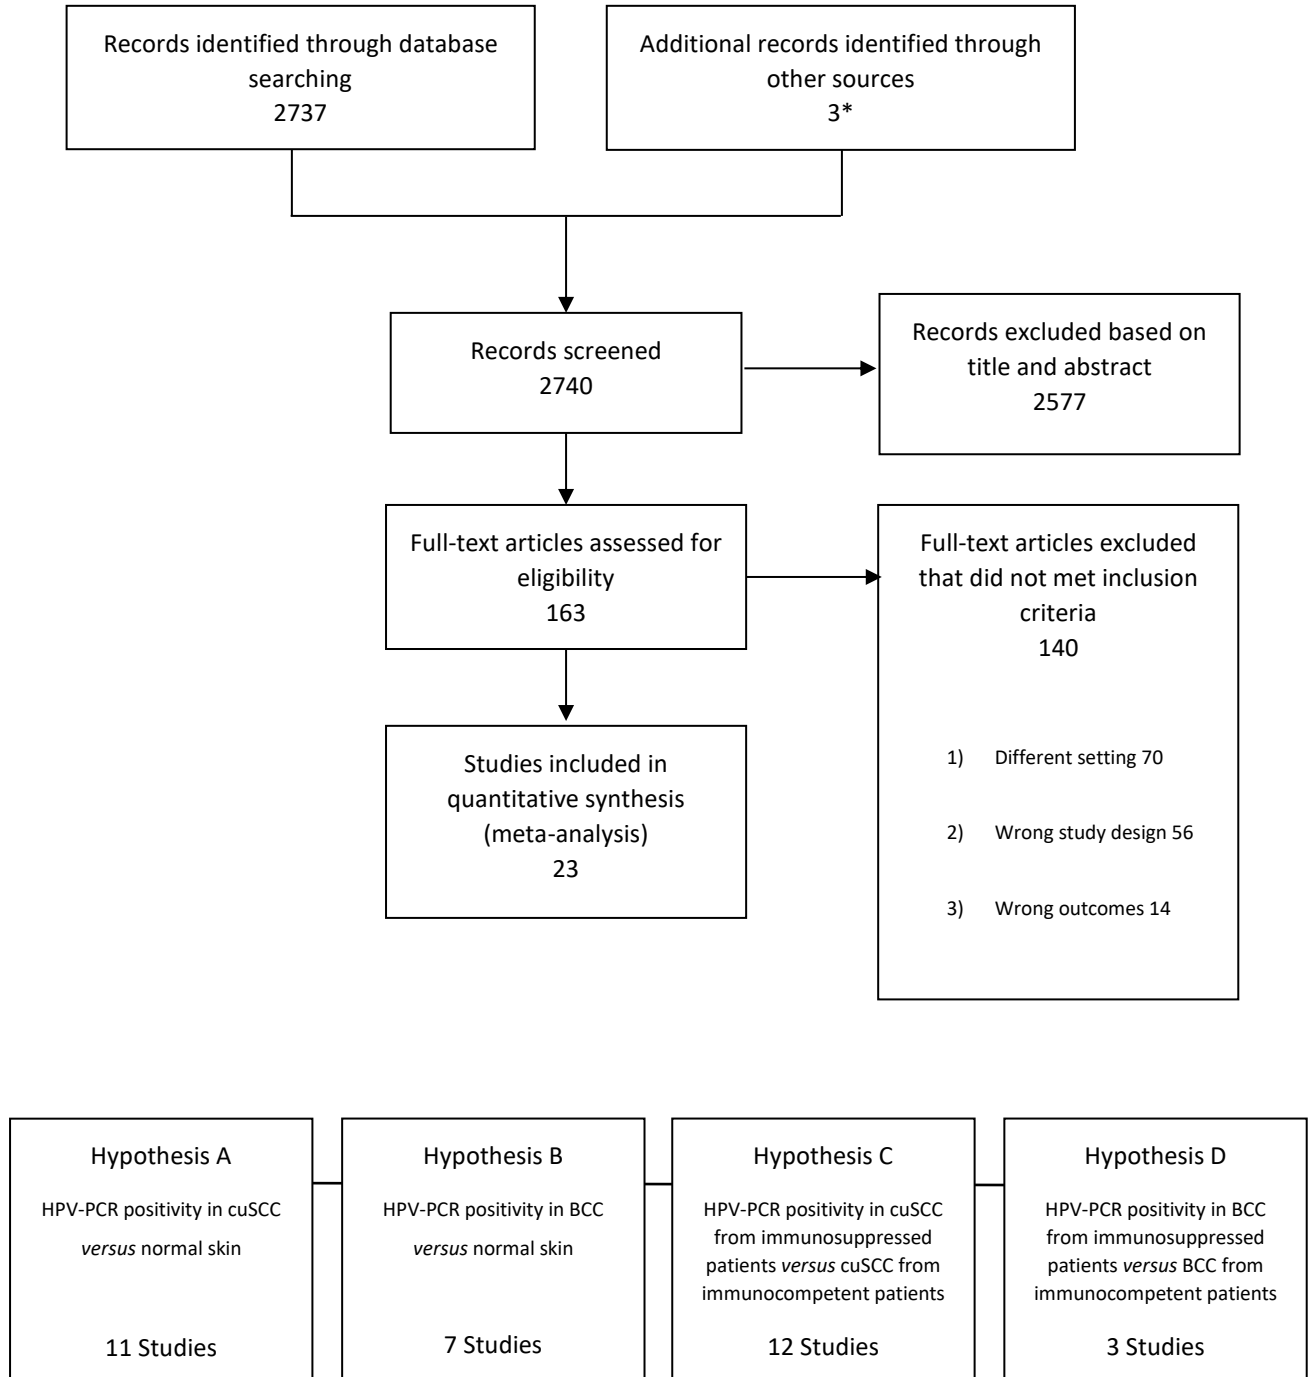 Records identified through database
searching
2737
Additional records identified through
other sources
3*
Records screened
2740
Records excluded based on
title and abstract
2577
Full-text articles assessed for
eligibility
163
Full-text articles excluded
that did not met inclusion
criteria
140
1) Different setting 70
2) Wrong study design 56
3) Wrong outcomes 14
Studies included in
quantitative synthesis
(meta-analysis)
23
Hypothesis A
HPV-PCR positivity in cuSCC
versus normal skin
11 Studies
Hypothesis B
HPV-PCR positivity in BCC
versus normal skin
7 Studies
Hypothesis C
HPV-PCR positivity in cuSCC
from immunosuppressed
patients versus cuSCC from
immunocompetent patients
12 Studies
Hypothesis D
HPV-PCR positivity in BCC
from immunosuppressed
patients versus BCC from
immunocompetent patients
3 Studies